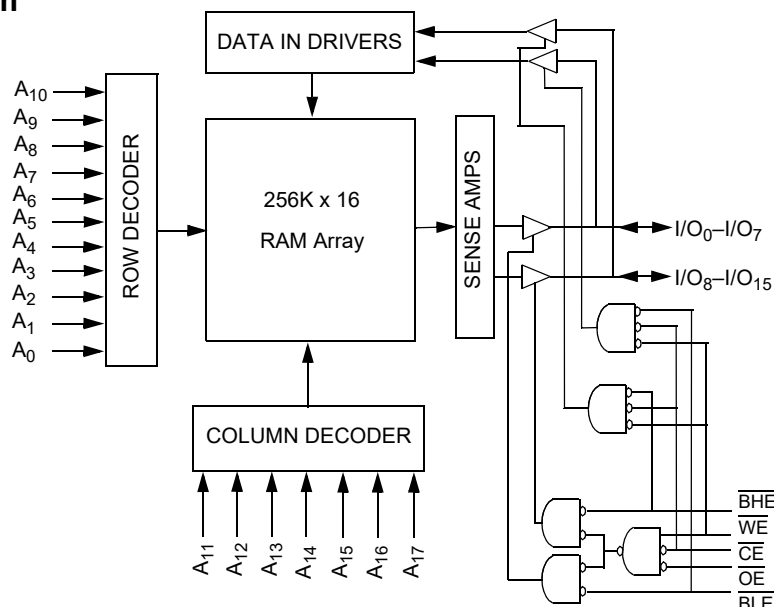 n
DATA IN DRIVERS
A10
A9
A8
A7
A6
A5
A4
A3
A2
A1
A0
ROW DECODER
256K x 16
RAM Array
SENSE AMPS
I/O0–I/O7
I/O8–I/O15
COLUMN DECODER
A11
A12
A13
A14
A15
A16
A17
BHE
WE
CE
OE
BLE